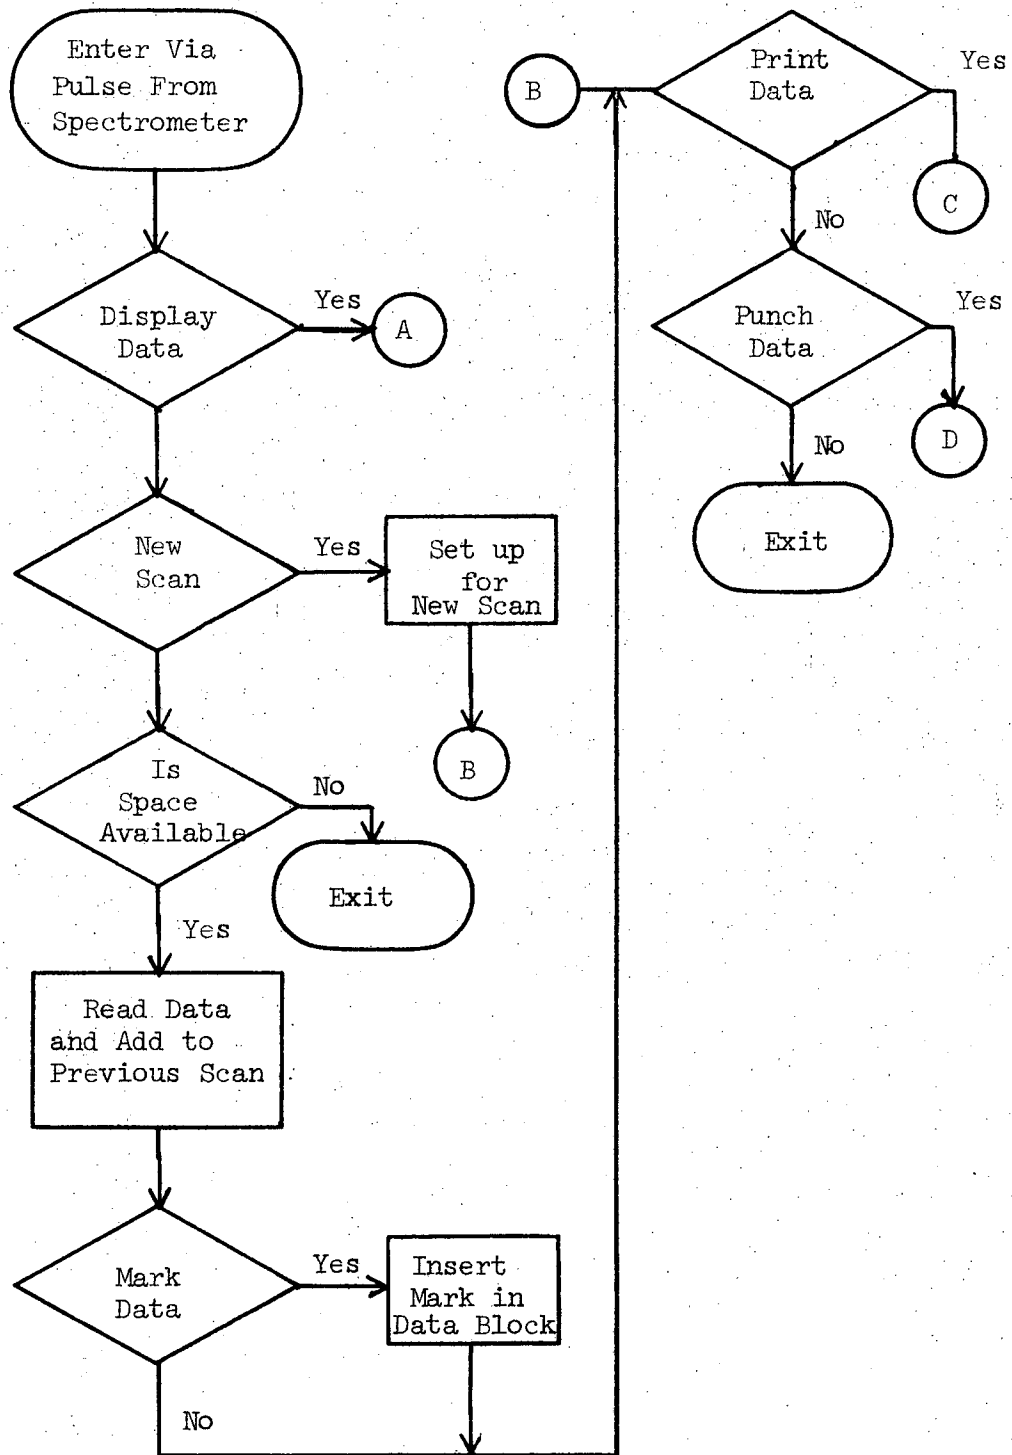 Enter Via
Pulse From
Spectrometer
Display
Data
Yes
A
New
Scan
Yes
Set up
for
New Scan
B
Is
Space
Available
No
Exit
Yes
Read Data
and Add to
Previous Scan
Mark
Data
Yes
Insert
Mark in
Data Block
No
B
Print
Data
Yes
C
No
Punch
Data
Yes
D
No
Exit